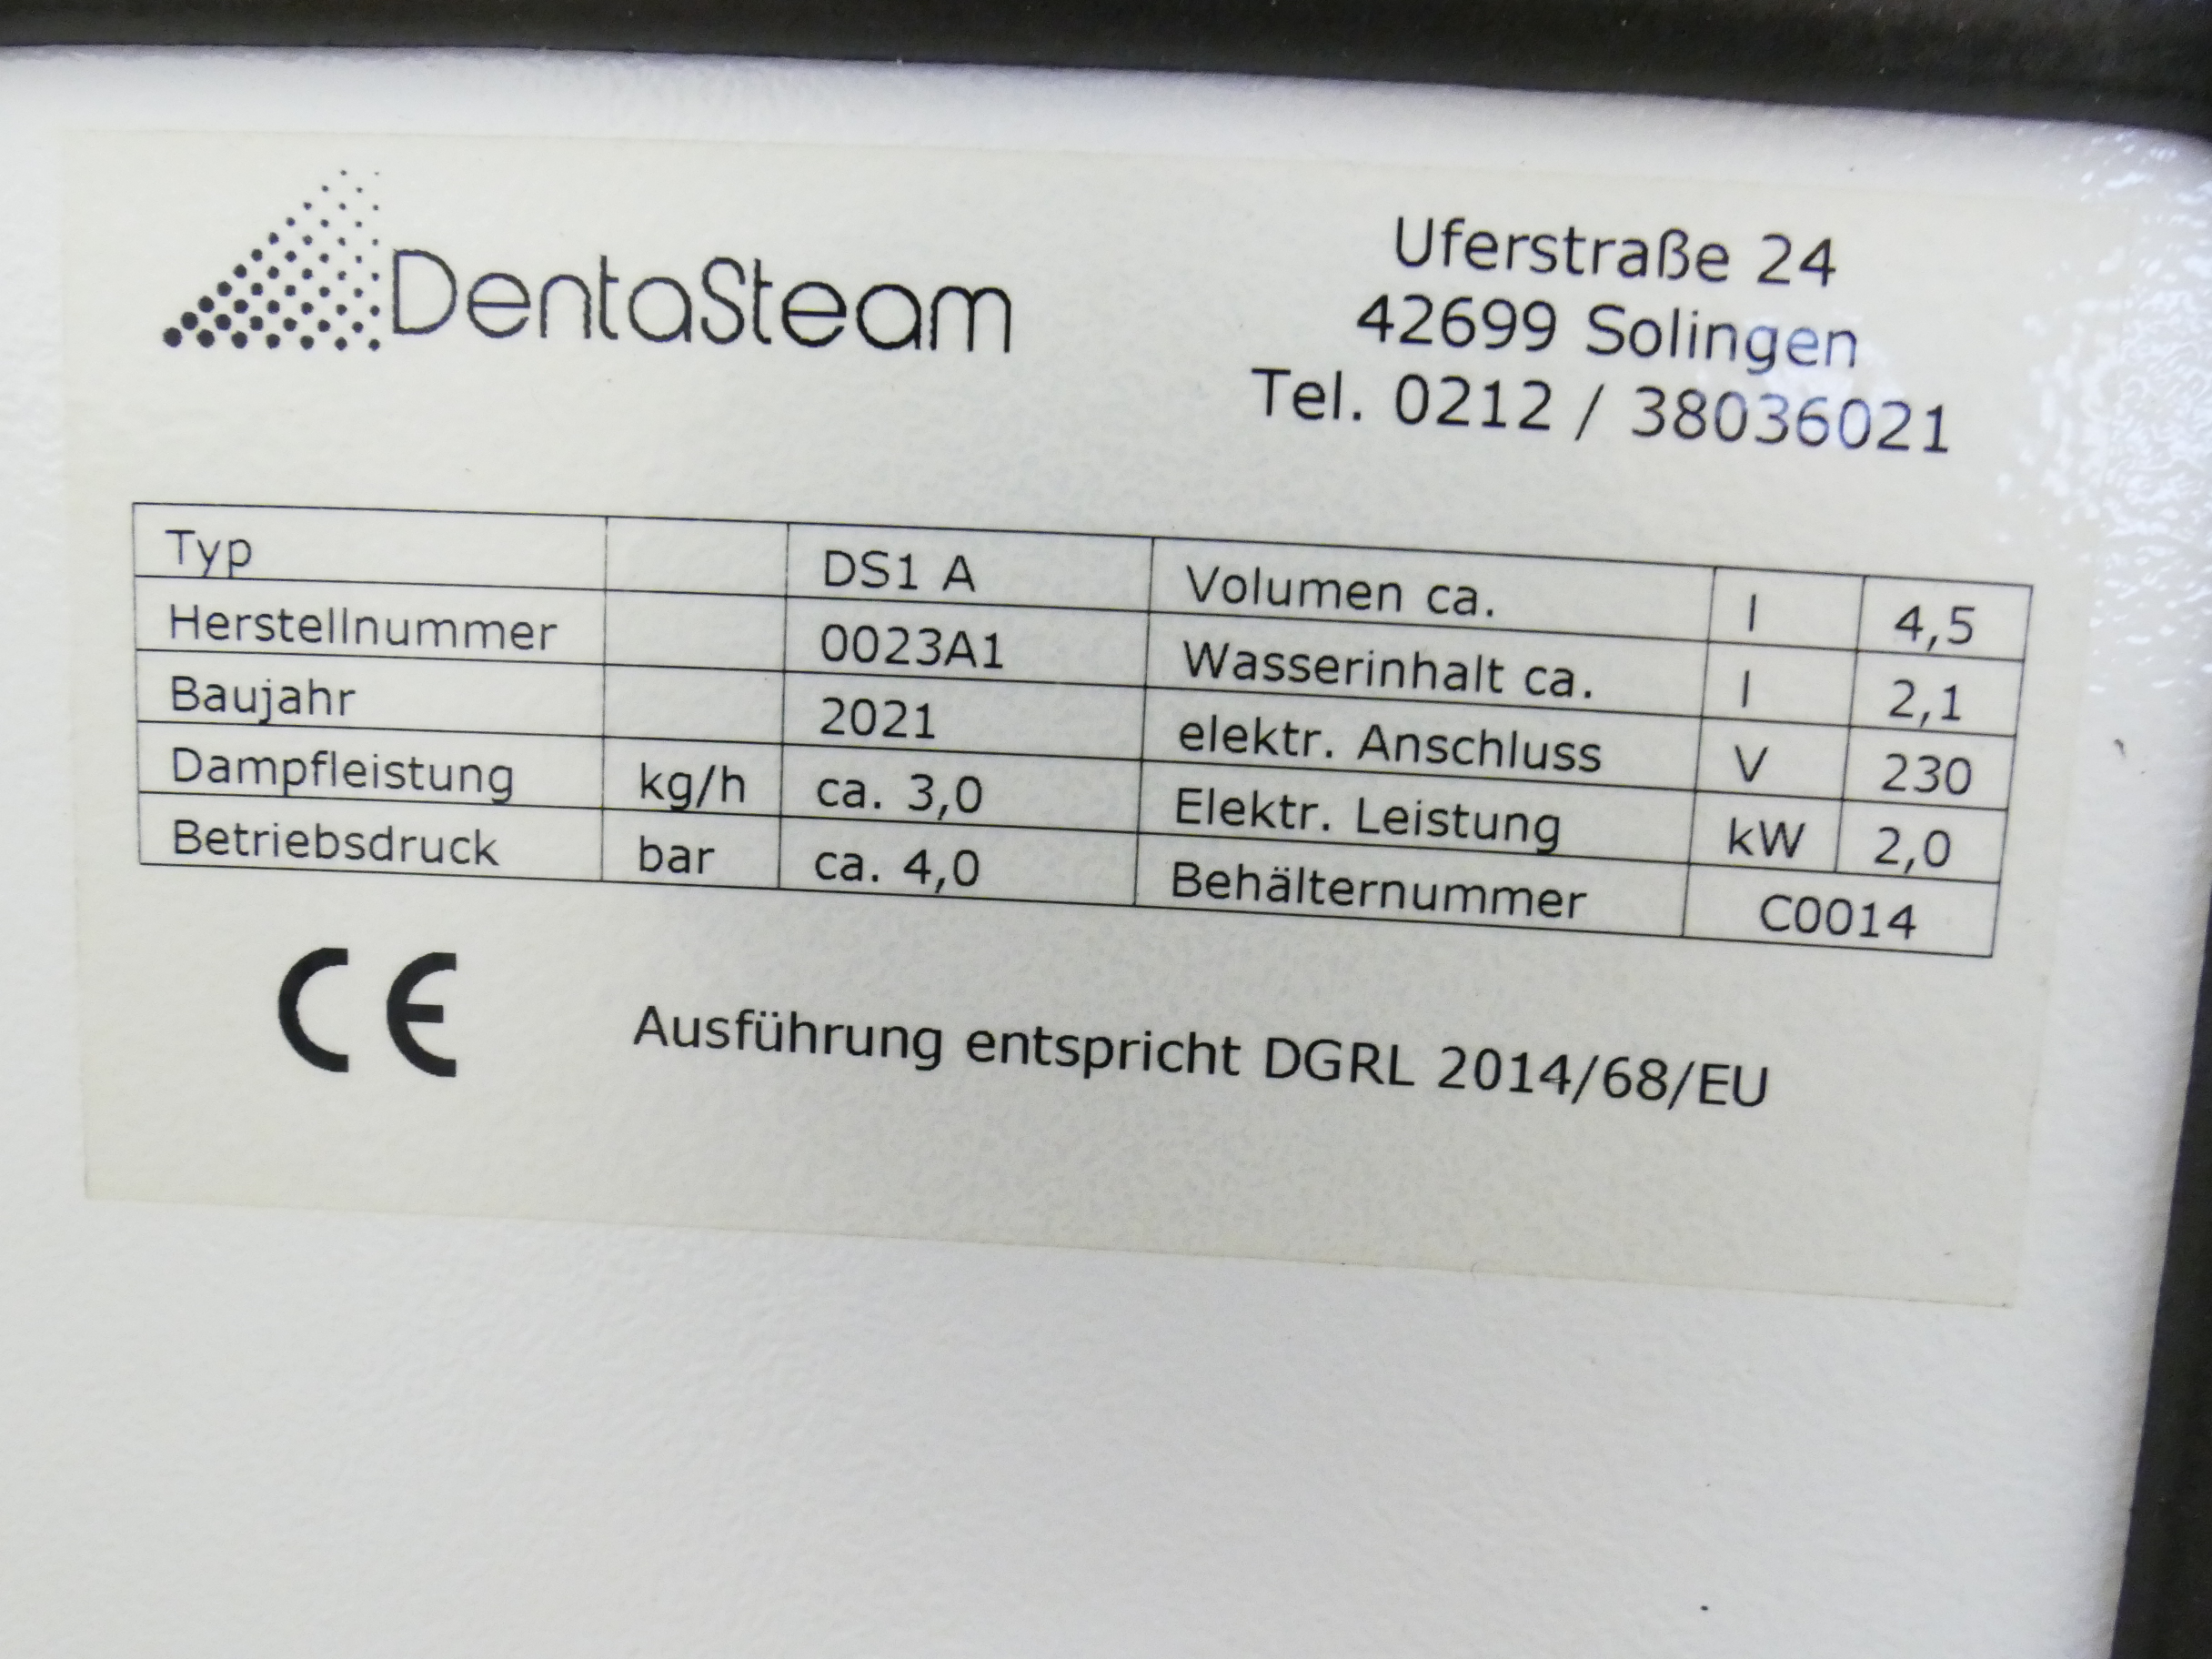 DentaSteam
Uferstraße 24
42699 Solingen
Tel. 0212 / 38036021
Typ DS1 A Volumen ca. l 4,5
Herstellnummer 0023A1 Wasserinhalt ca. l 2,1
Baujahr 2021 elektr. Anschluss V 230
Dampfleistung kg/h ca. 3,0 Elektr. Leistung kW 2,0
Betriebsdruck bar ca. 4,0 Behälternummer C0014
CE Ausführung entspricht DGRL 2014/68/EU